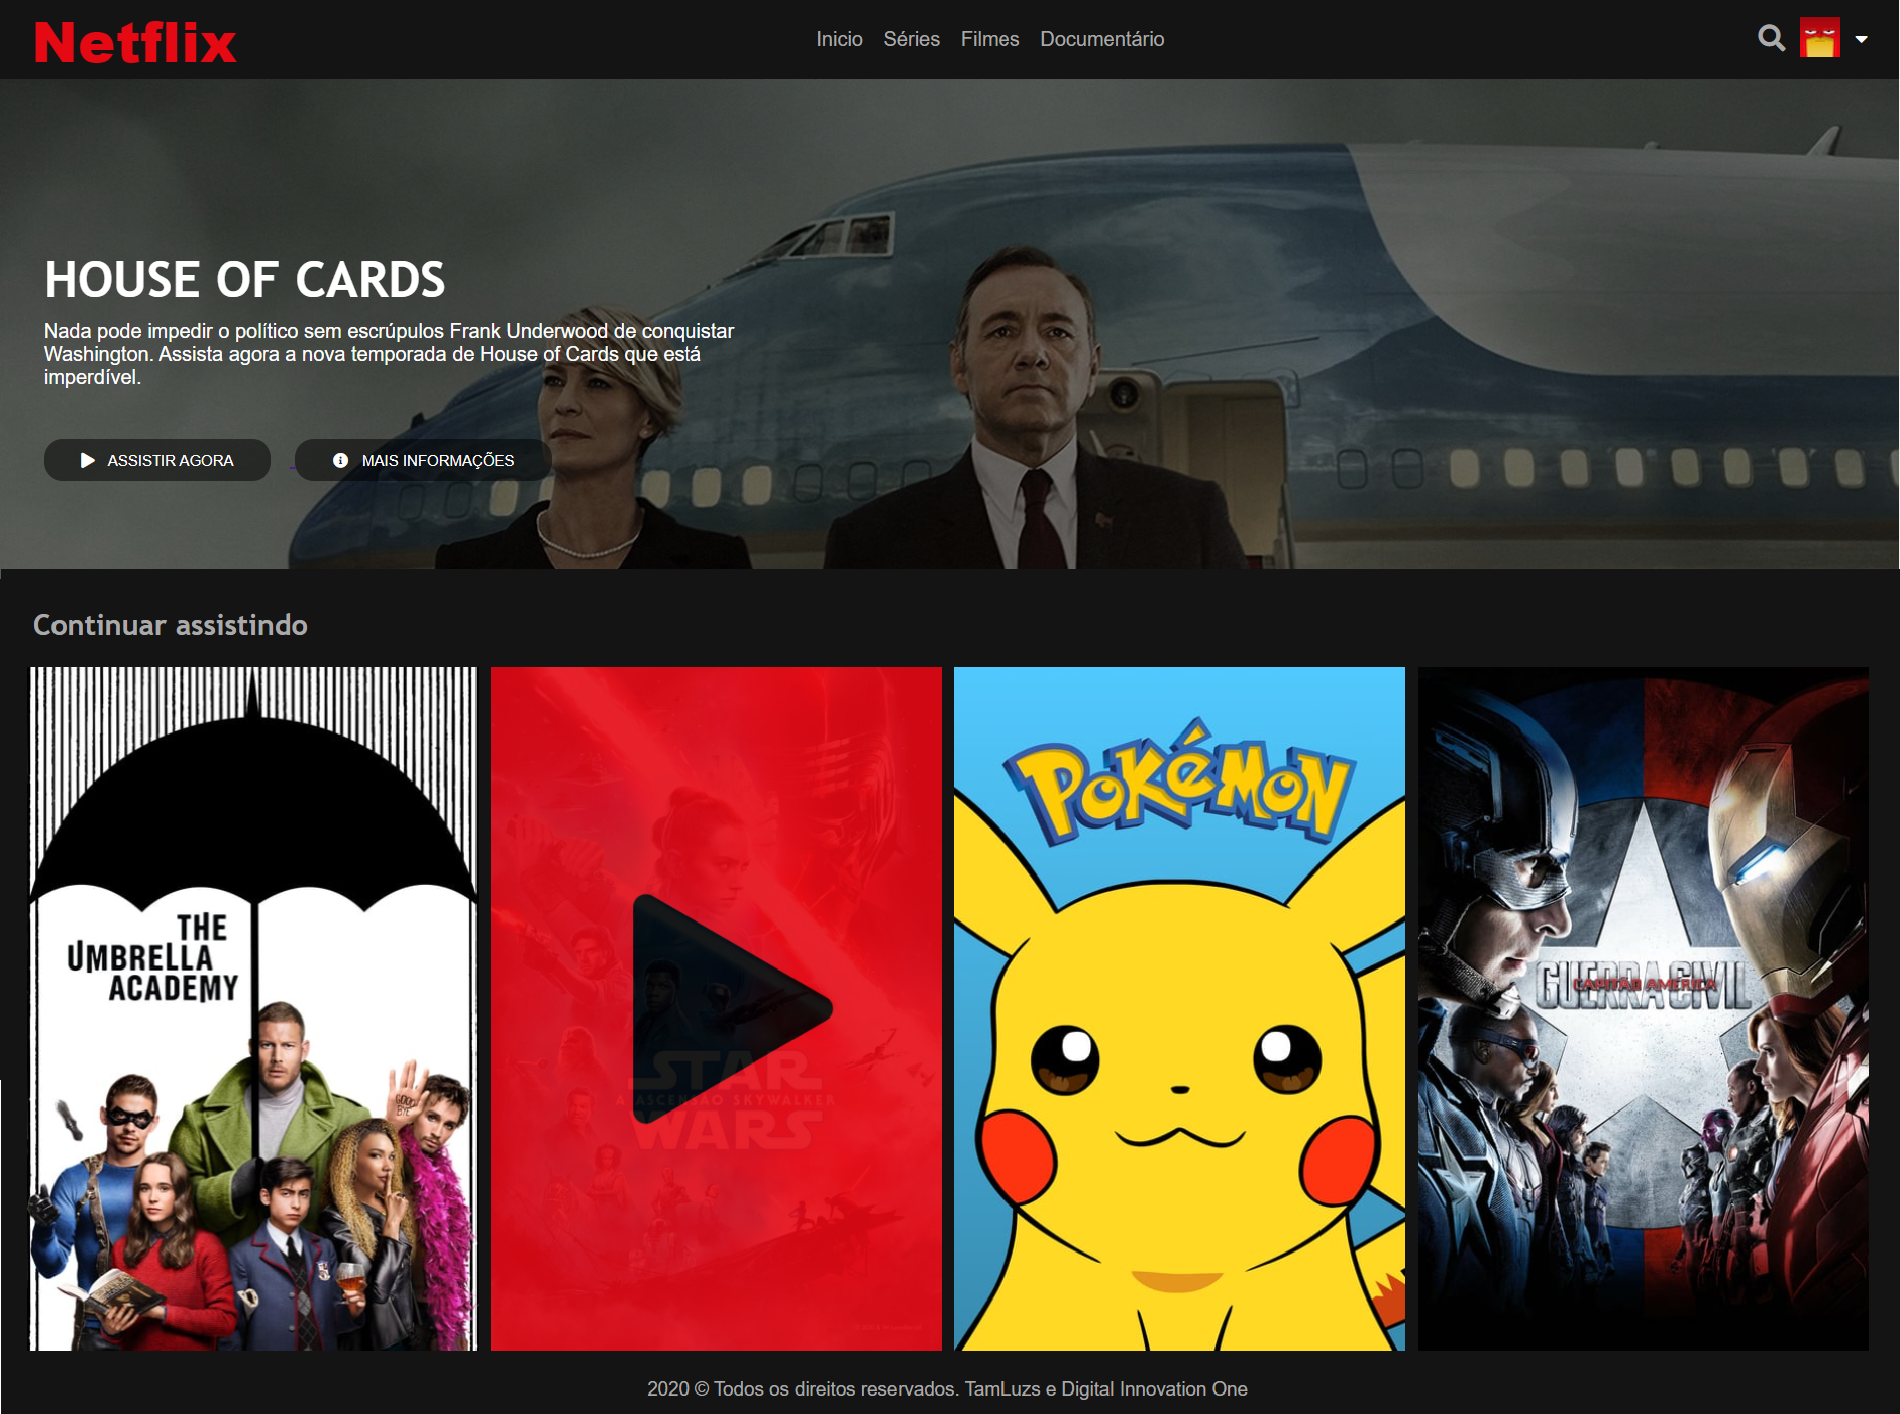 Netflix
Inicio Séries Filmes Documentário
HOUSE OF CARDS
Nada pode impedir o político sem escrúpulos Frank Underwood de conquistar
Washington. Assista agora a nova temporada de House of Cards que está
imperdível.
ASSISTIR AGORA MAIS INFORMAÇÕES
Continuar assistindo
THE
UMBRELLA
ACADEMY
GOOD
BYE
STAR
A ASCENSÃO SKYWALKER
WARS
POKÉMON
GUERRA CIVIL
CAPITÃO AMÉRICA
2020 © Todos os direitos reservados. TamLuzs e Digital Innovation One